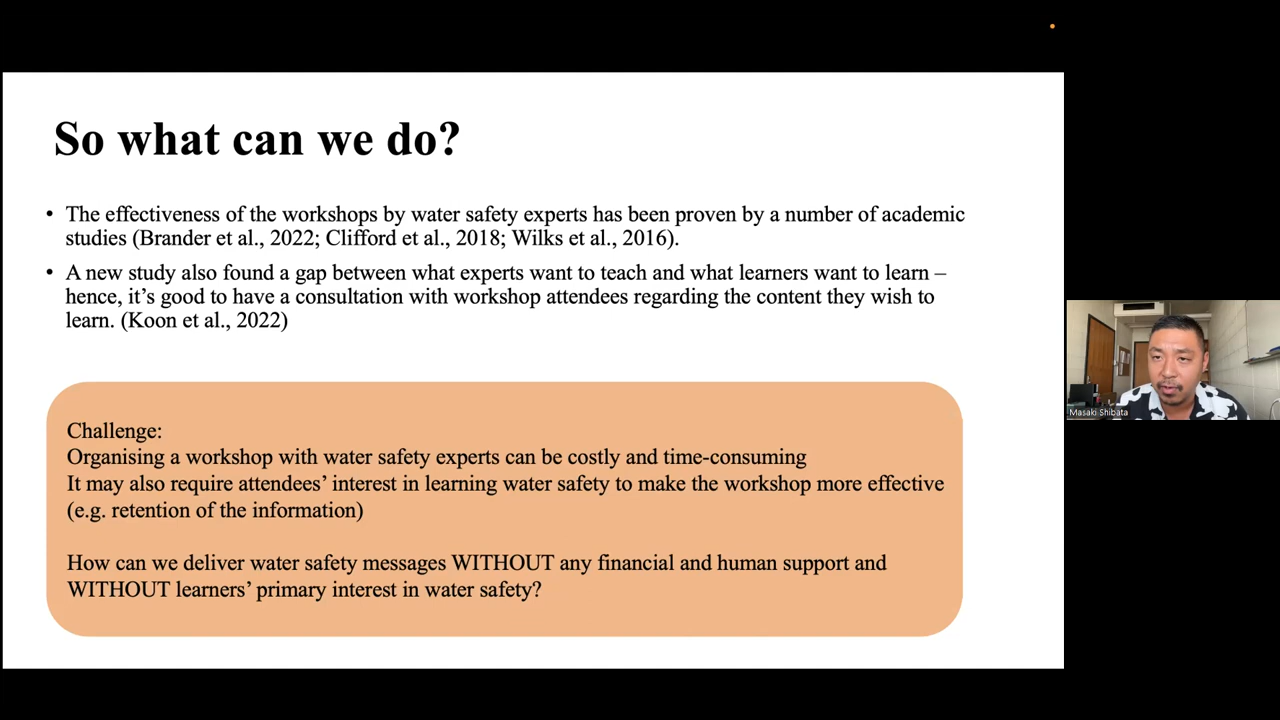 So what can we do?
• The effectiveness of the workshops by water safety experts has been proven by a number of academic
studies (Brander et al., 2022; Clifford et al., 2018; Wilks et al., 2016).
• A new study also found a gap between what experts want to teach and what learners want to learn –
hence, it’s good to have a consultation with workshop attendees regarding the content they wish to
learn. (Koon et al., 2022)
Challenge:
Organising a workshop with water safety experts can be costly and time-consuming
It may also require attendees’ interest in learning water safety to make the workshop more effective
(e.g. retention of the information)
How can we deliver water safety messages WITHOUT any financial and human support and
WITHOUT learners’ primary interest in water safety?
Masaki Shibata